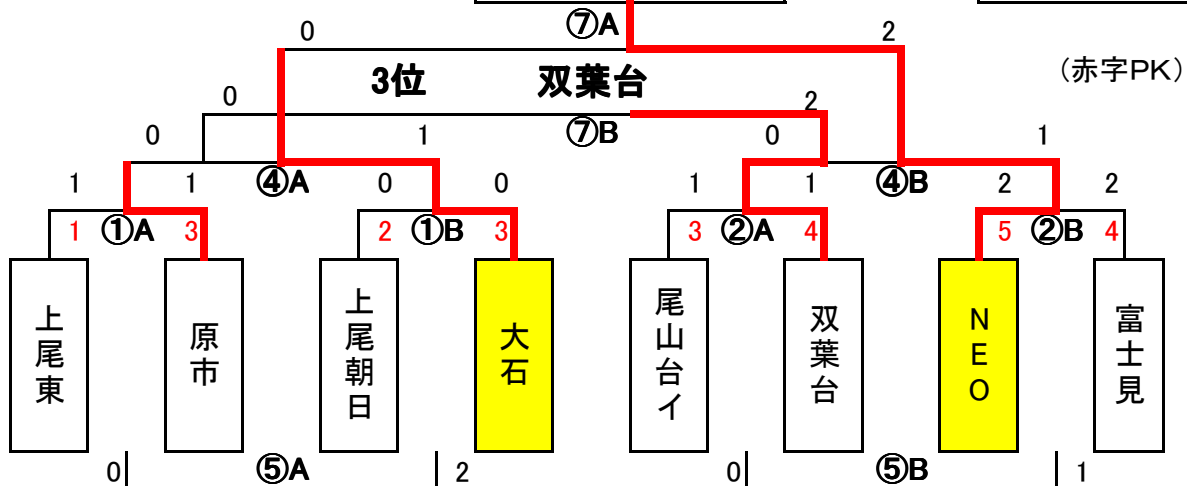 0 ⑦A 2
(赤字PK)
3位 双葉台
0 2
0 1 ⑦B 0 1
1 1 ④A 0 0 1 1 ④B 2 2
1 ①A 3 2 ①B 3 3 ②A 4 5 ②B 4
上尾東
原市
上尾朝日
大石
尾山台イ
双葉台
NEO
富士見
0 ⑤A 2 0 ⑤B 1